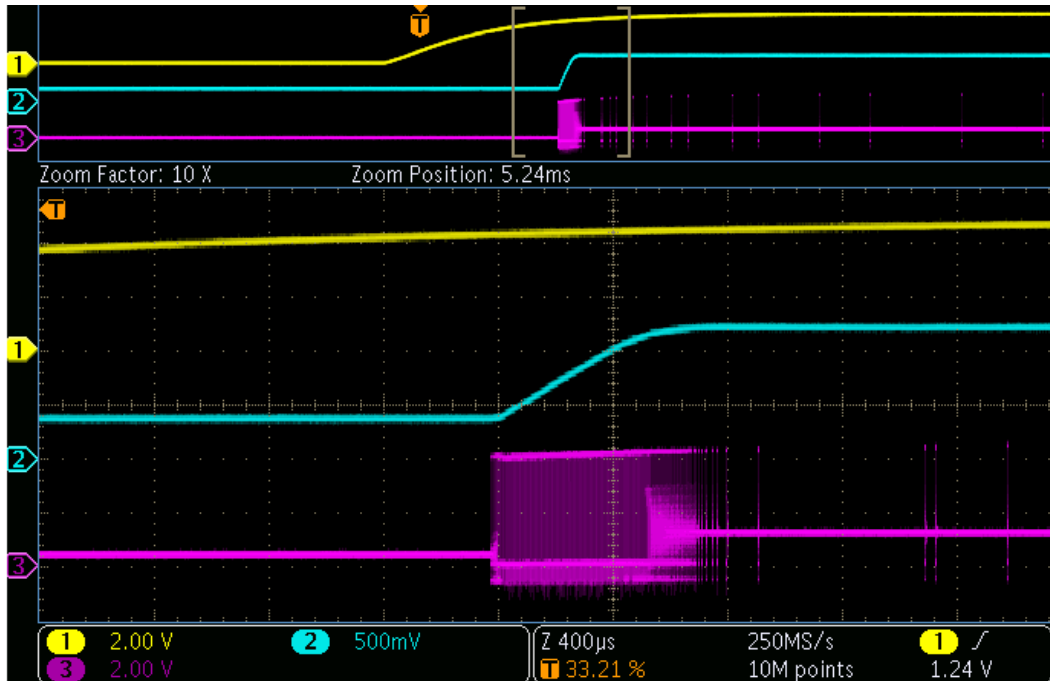 T
1
2
3
Zoom Factor: 10 X Zoom Position: 5.24ms
T
1
2
3
1 2.00 V 2 500mV Z 400µs 250MS/s 1 /
3 2.00 V T 33.21 % 10M points 1.24 V